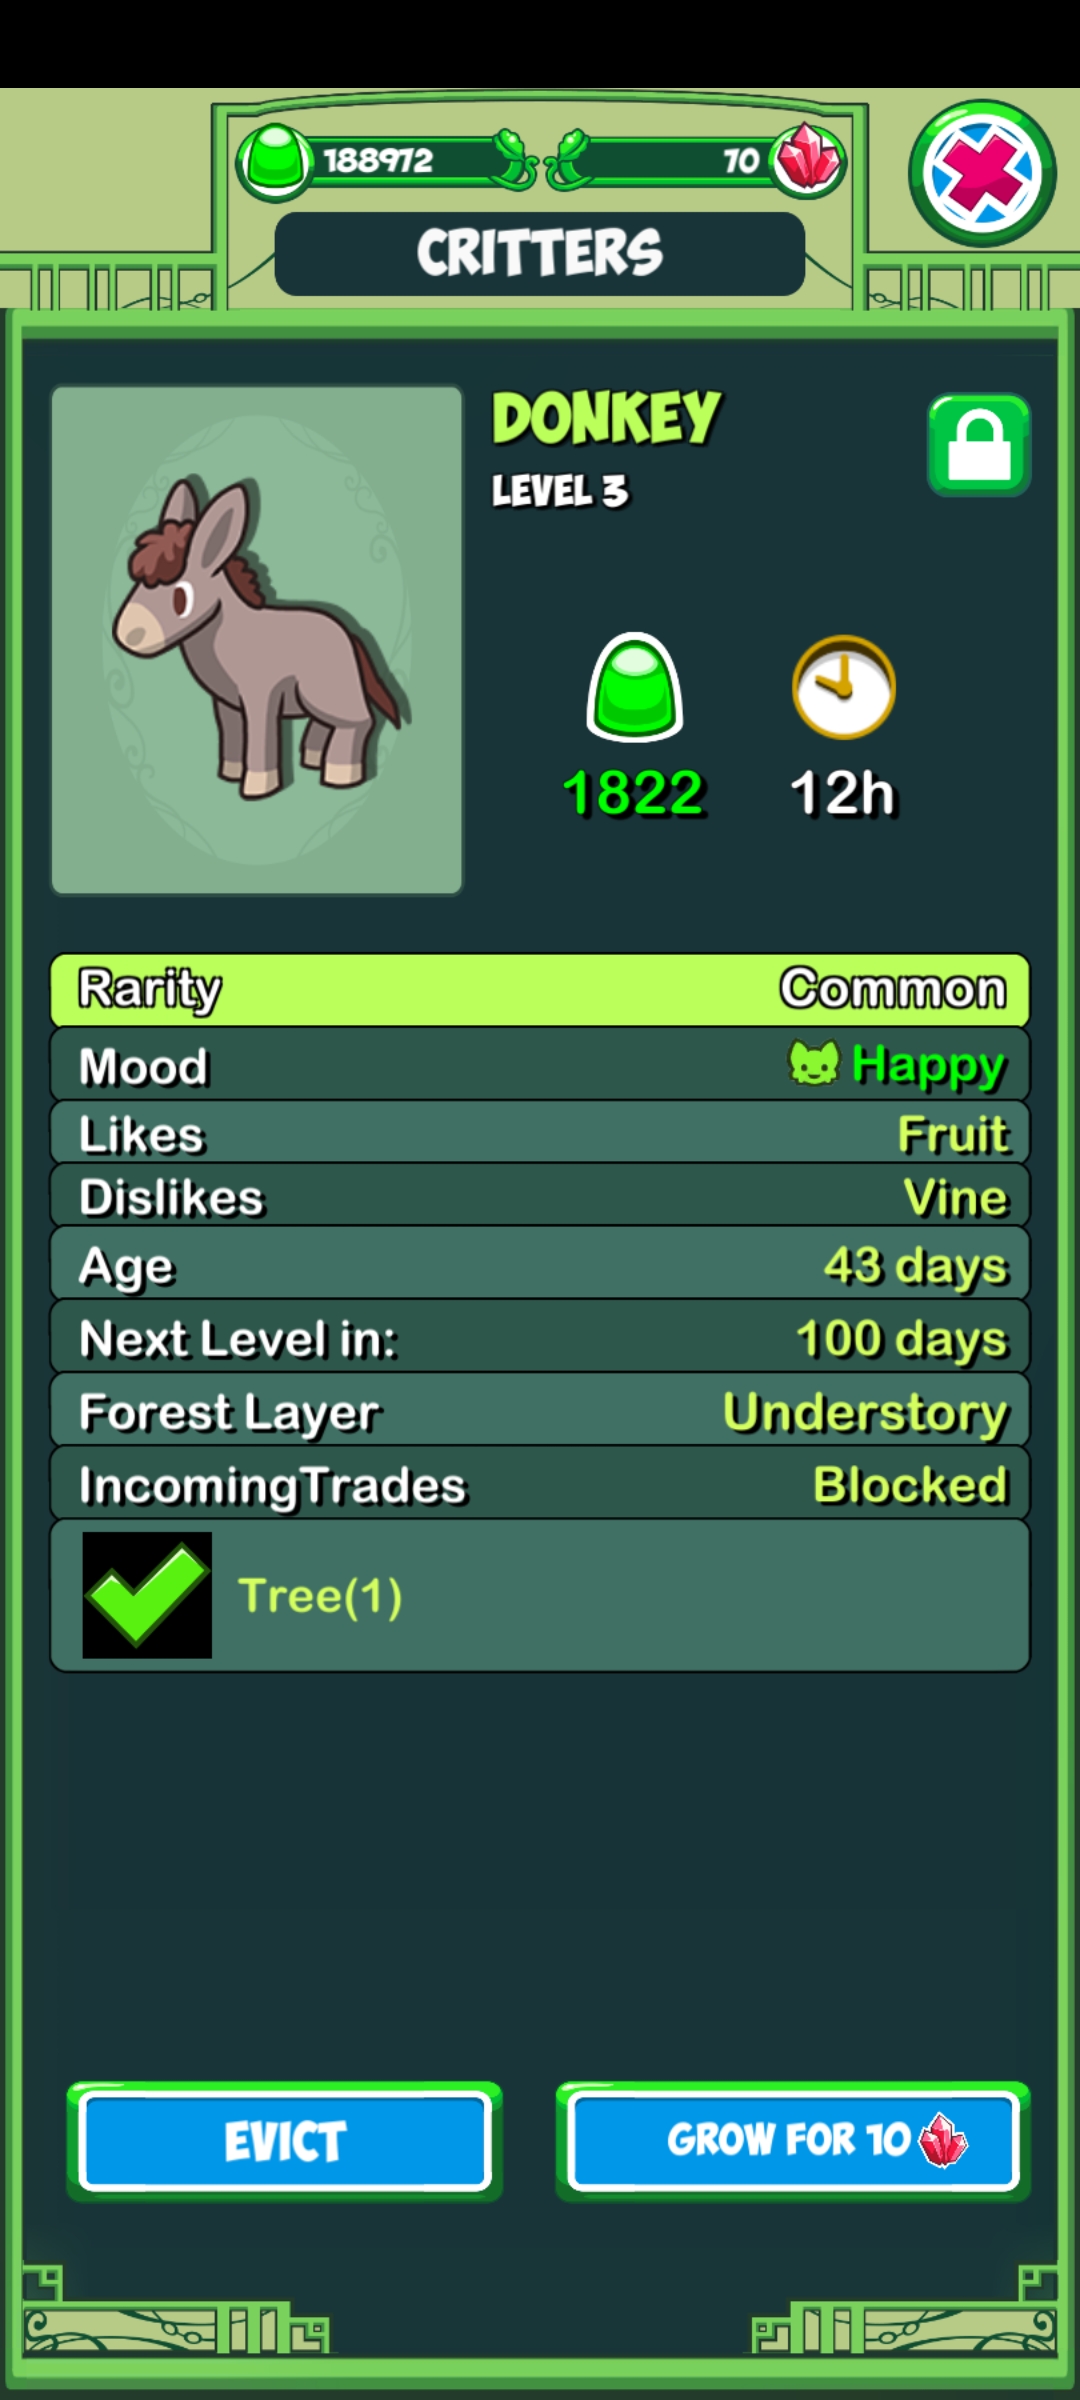 188972 70
CRITTERS
DONKEY
LEVEL 3
1822 12h
Rarity Common
Mood Happy
Likes Fruit
Dislikes Vine
Age 43 days
Next Level in: 100 days
Forest Layer Understory
IncomingTrades Blocked
Tree(1)
EVICT GROW FOR 10